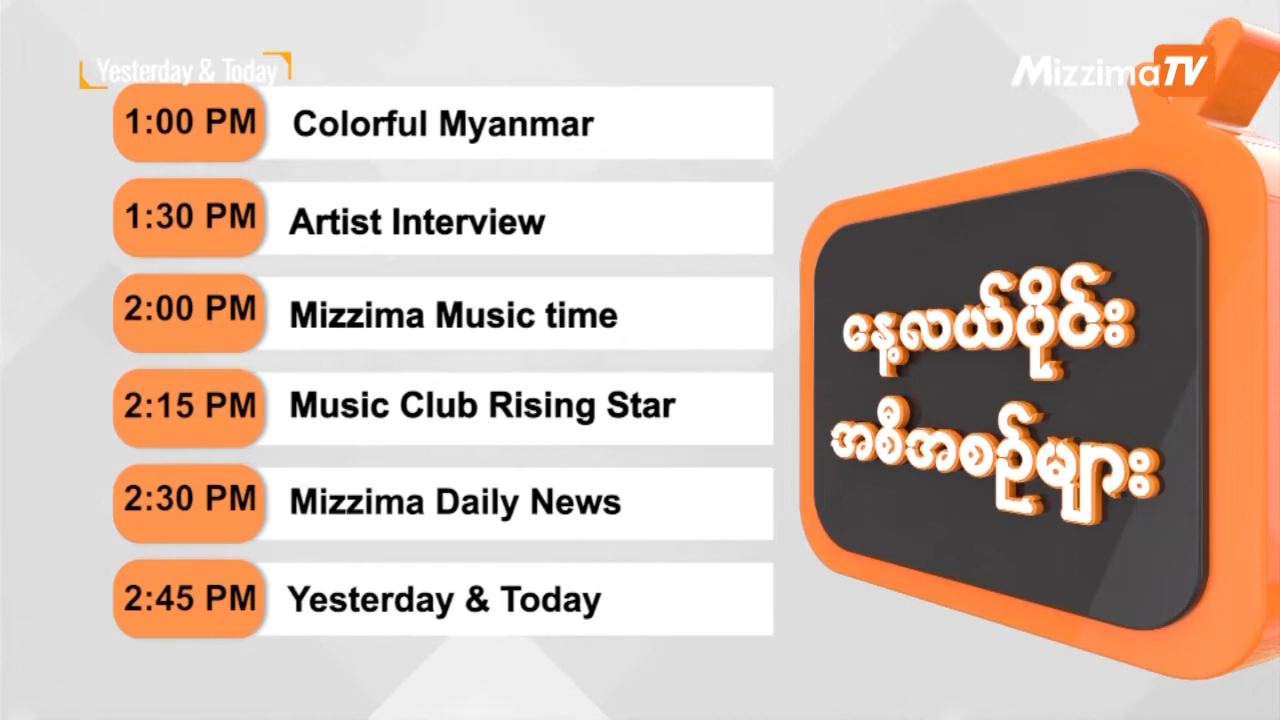 Yesterday & Today
MizzimaTV
1:00 PM Colorful Myanmar
1:30 PM Artist Interview
2:00 PM Mizzima Music time
2:15 PM Music Club Rising Star
2:30 PM Mizzima Daily News
2:45 PM Yesterday & Today
နေ့လယ်ပိုင်း
အစီအစဉ်များ